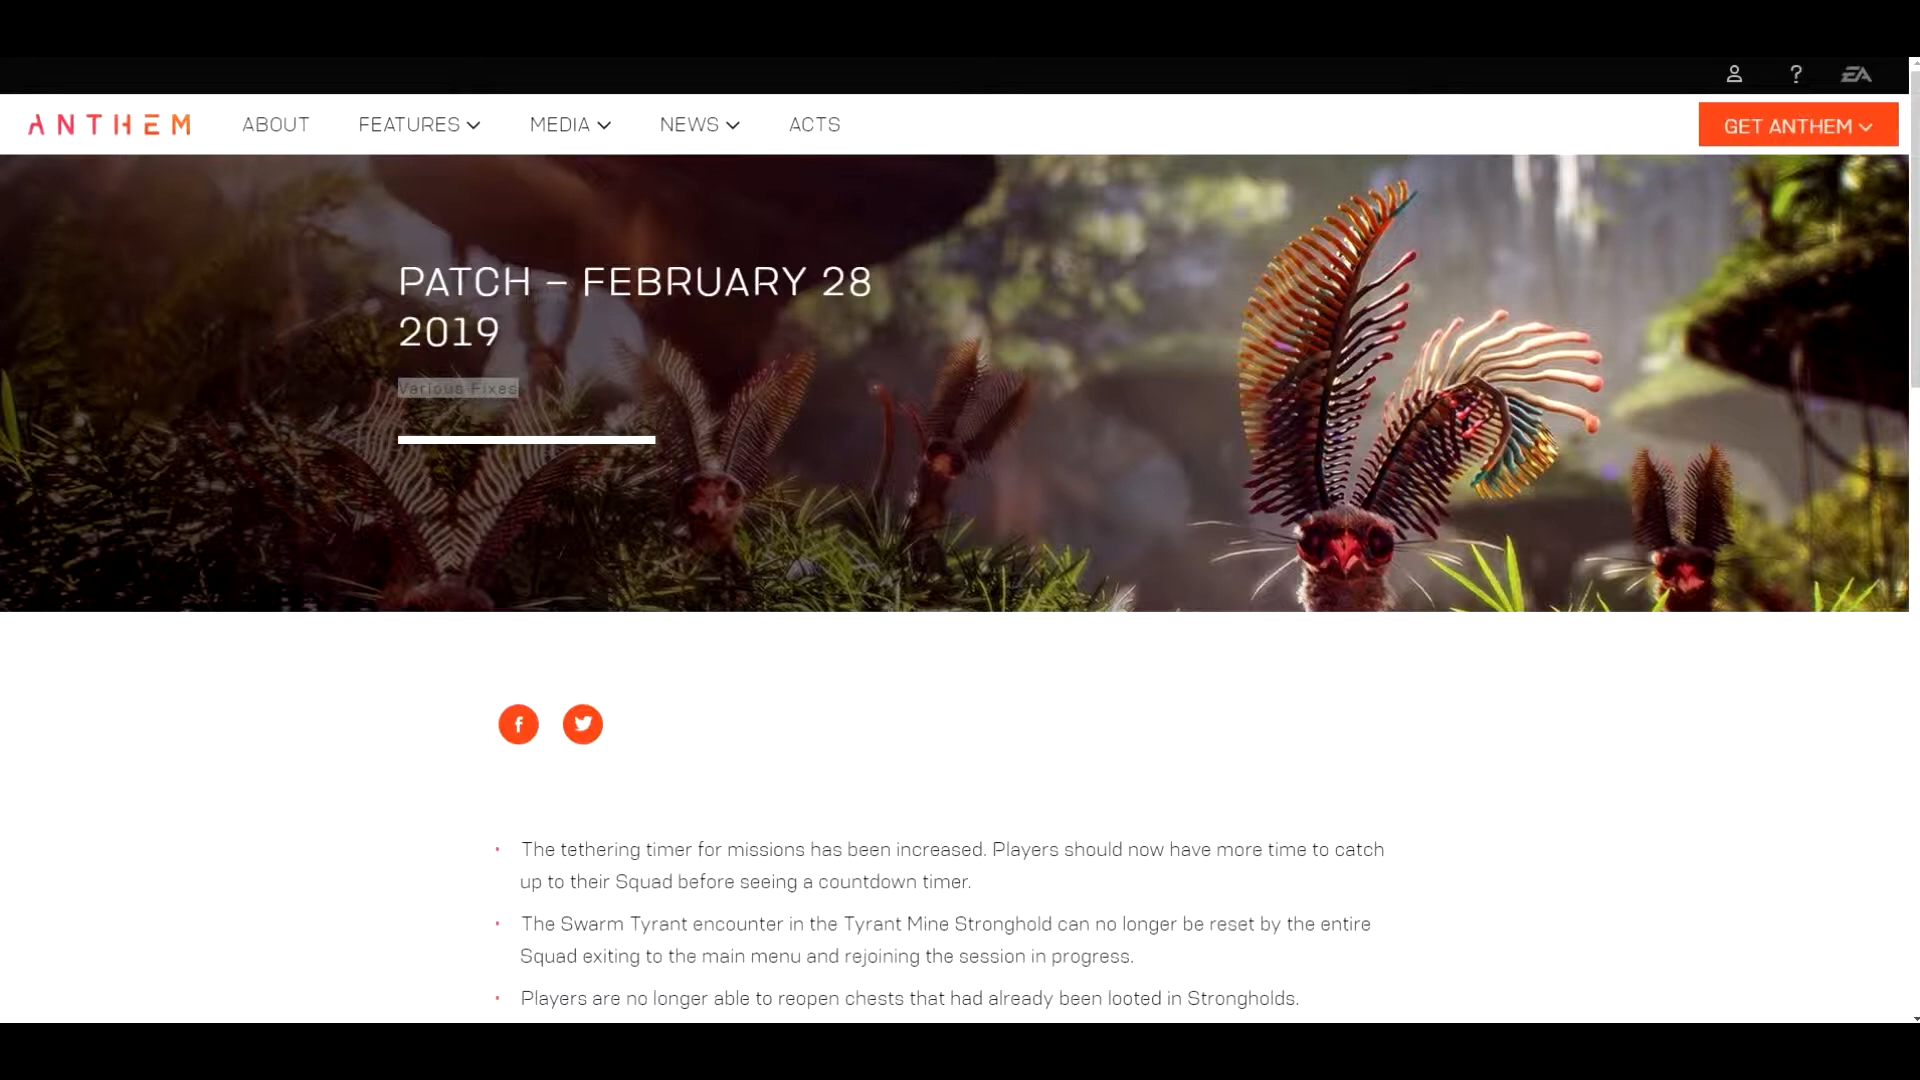 EA
ANTHEM ABOUT FEATURES MEDIA NEWS ACTS GET ANTHEM
PATCH – FEBRUARY 28
2019
Various Fixes
• The tethering timer for missions has been increased. Players should now have more time to catch
up to their Squad before seeing a countdown timer.
• The Swarm Tyrant encounter in the Tyrant Mine Stronghold can no longer be reset by the entire
Squad exiting to the main menu and rejoining the session in progress.
• Players are no longer able to reopen chests that had already been looted in Strongholds.